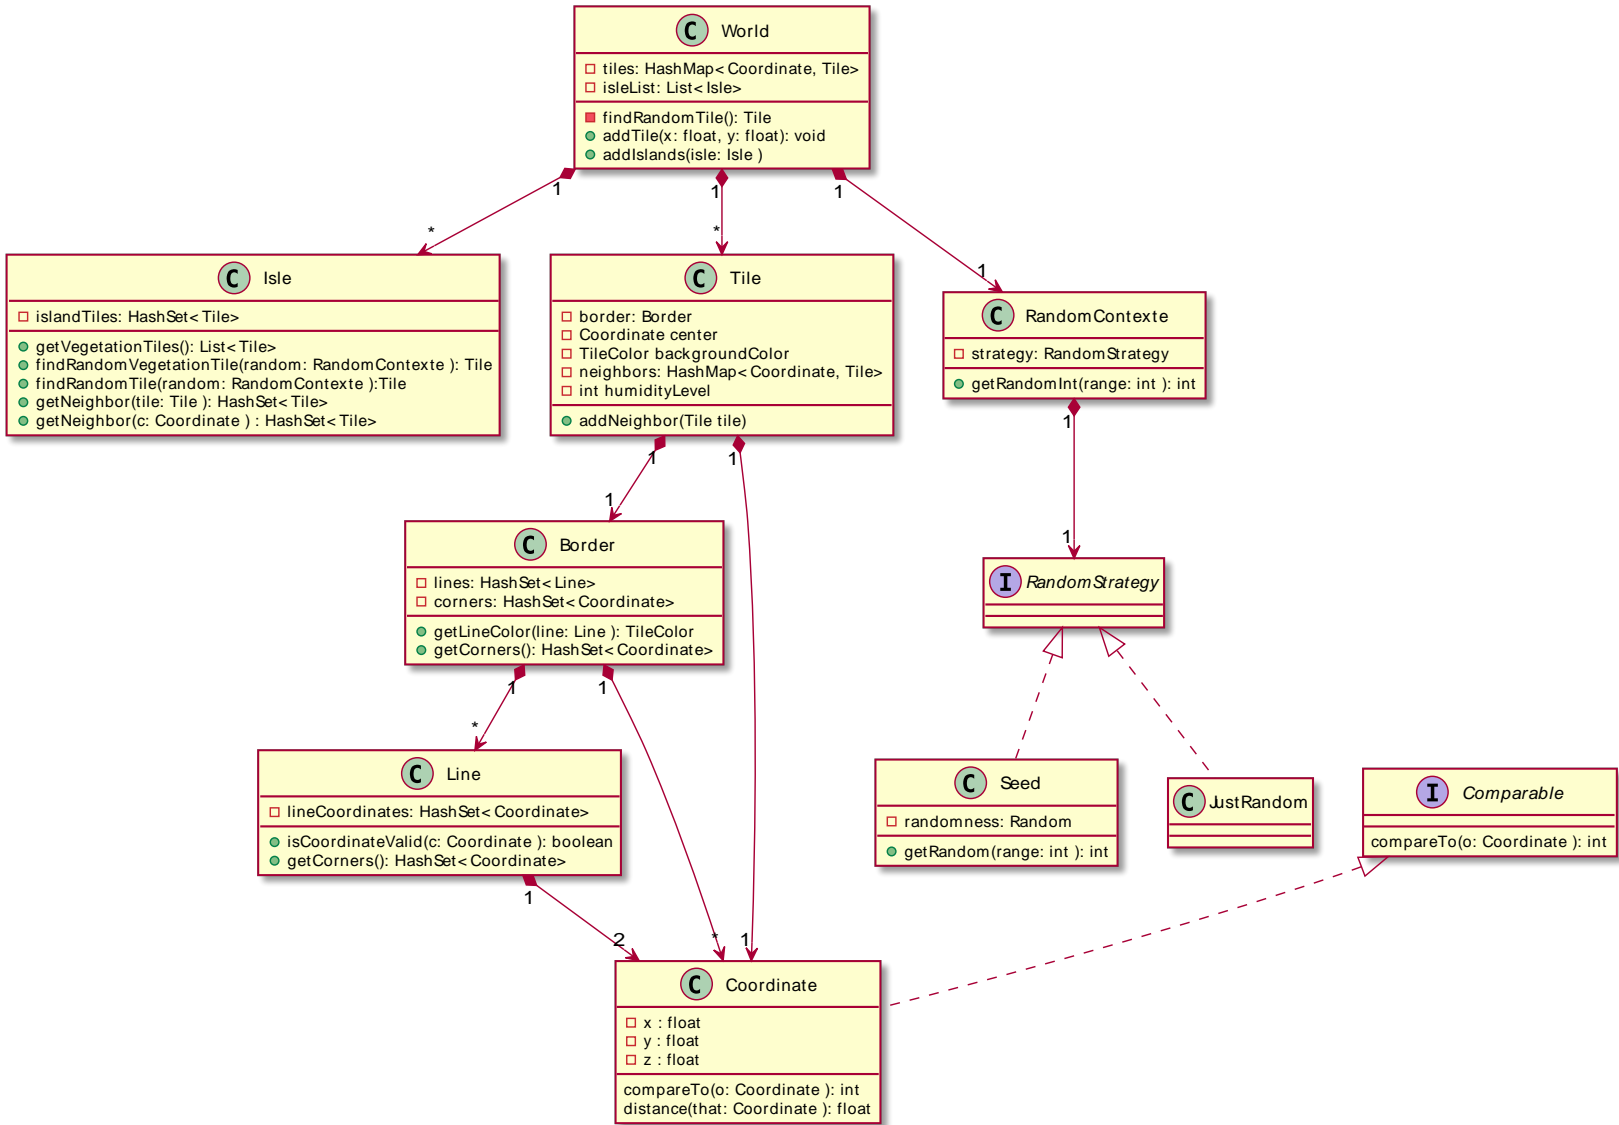 C World
tiles: HashMap<Coordinate, Tile>
isleList: List<Isle>
findRandomTile(): Tile
addTile(x: float, y: float): void
addIslands(isle: Isle )
1
1
1
*
*
1
C Isle
islandTiles: HashSet<Tile>
getVegetationTiles(): List<Tile>
findRandomVegetationTile(random: RandomContexte ): Tile
findRandomTile(random: RandomContexte ):Tile
getNeighbor(tile: Tile ): HashSet<Tile>
getNeighbor(c: Coordinate ) : HashSet<Tile>
C Tile
border: Border
Coordinate center
TileColor backgroundColor
neighbors: HashMap<Coordinate, Tile>
int humidityLevel
addNeighbor(Tile tile)
C RandomContexte
strategy: RandomStrategy
getRandomInt(range: int ): int
1
1
1
1
1
C Border
lines: HashSet<Line>
corners: HashSet<Coordinate>
getLineColor(line: Line ): TileColor
getCorners(): HashSet<Coordinate>
I RandomStrategy
1
1
*
C Line
lineCoordinates: HashSet<Coordinate>
isCoordinateValid(c: Coordinate ): boolean
getCorners(): HashSet<Coordinate>
C Seed
randomness: Random
getRandom(range: int ): int
C JustRandom
I Comparable
compareTo(o: Coordinate ): int
1
2
*
1
C Coordinate
x : float
y : float
z : float
compareTo(o: Coordinate ): int
distance(that: Coordinate ): float